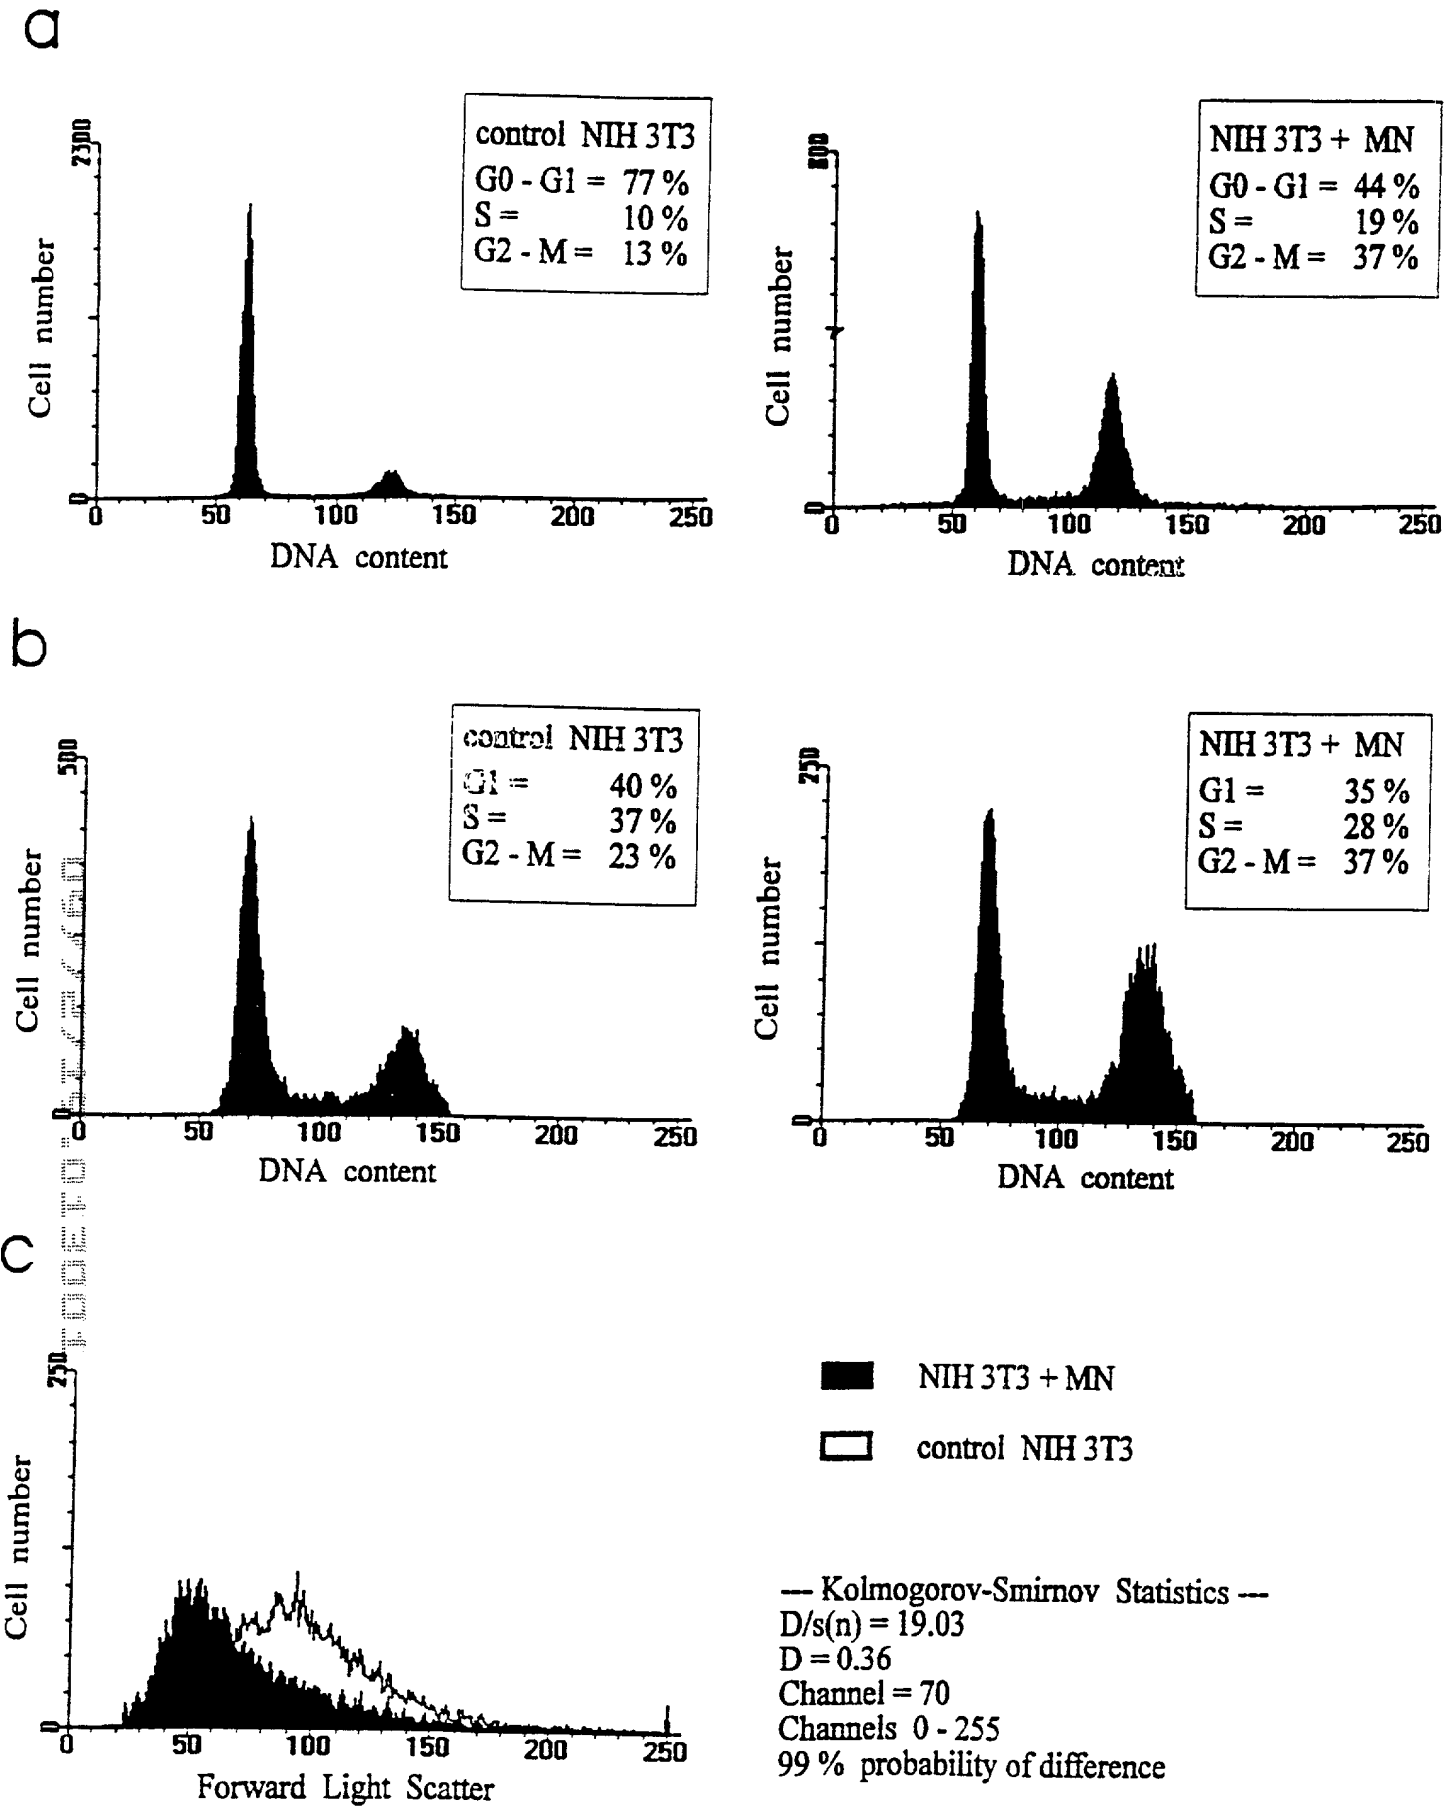 a
control NIH 3T3
G0 - G1 = 77 %
S = 10 %
G2 - M = 13 %
2300
Cell number
0
0 50 100 150 200 250
DNA content
NIH 3T3 + MN
G0 - G1 = 44 %
S = 19 %
G2 - M = 37 %
800
Cell number
0
0 50 100 150 200 250
DNA content
b
control NIH 3T3
G1 = 40 %
S = 37 %
G2 - M = 23 %
500
Cell number
0
0 50 100 150 200 250
DNA content
NIH 3T3 + MN
G1 = 35 %
S = 28 %
G2 - M = 37 %
250
Cell number
0
0 50 100 150 200 250
DNA content
c
250
Cell number
0
0 50 100 150 200 250
Forward Light Scatter
NIH 3T3 + MN
control NIH 3T3
--- Kolmogorov-Smirnov Statistics ---
D/s(n) = 19.03
D = 0.36
Channel = 70
Channels 0 - 255
99 % probability of difference